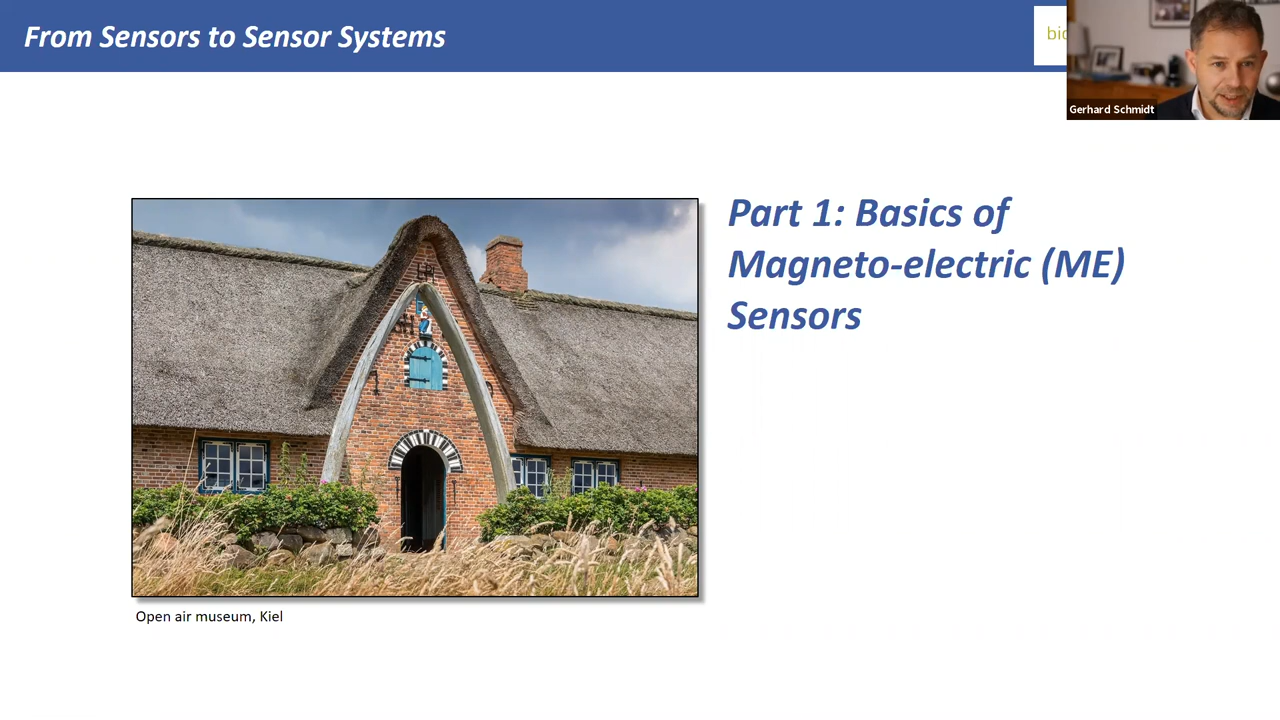 From Sensors to Sensor Systems
Gerhard Schmidt
Part 1: Basics of
Magneto-electric (ME)
Sensors
Open air museum, Kiel